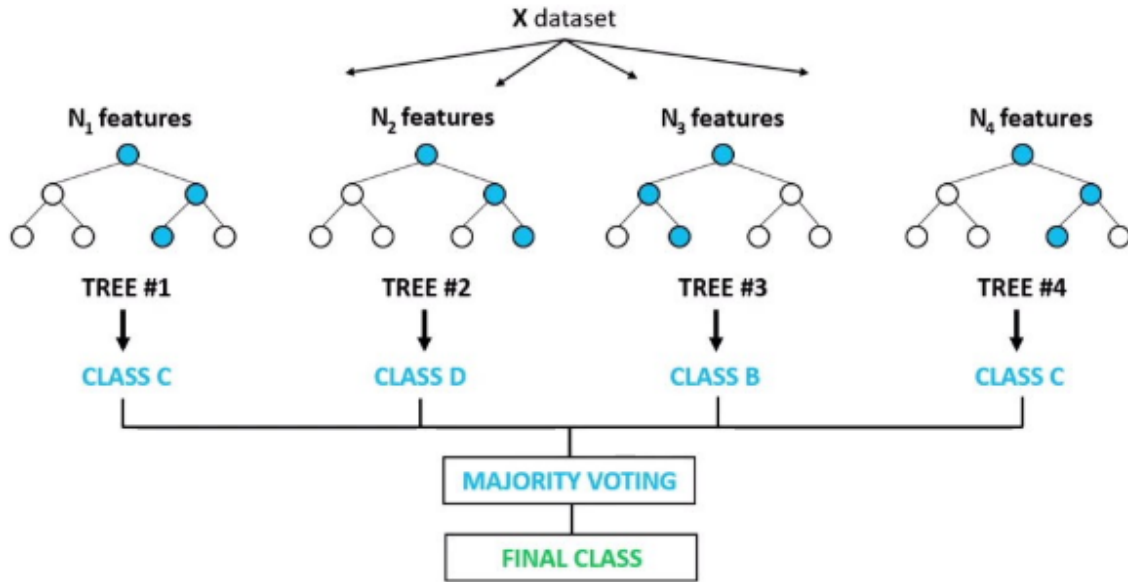 X dataset
N₁ features
N₂ features
N₃ features
N₄ features
TREE #1
TREE #2
TREE #3
TREE #4
CLASS C
CLASS D
CLASS B
CLASS C
MAJORITY VOTING
FINAL CLASS